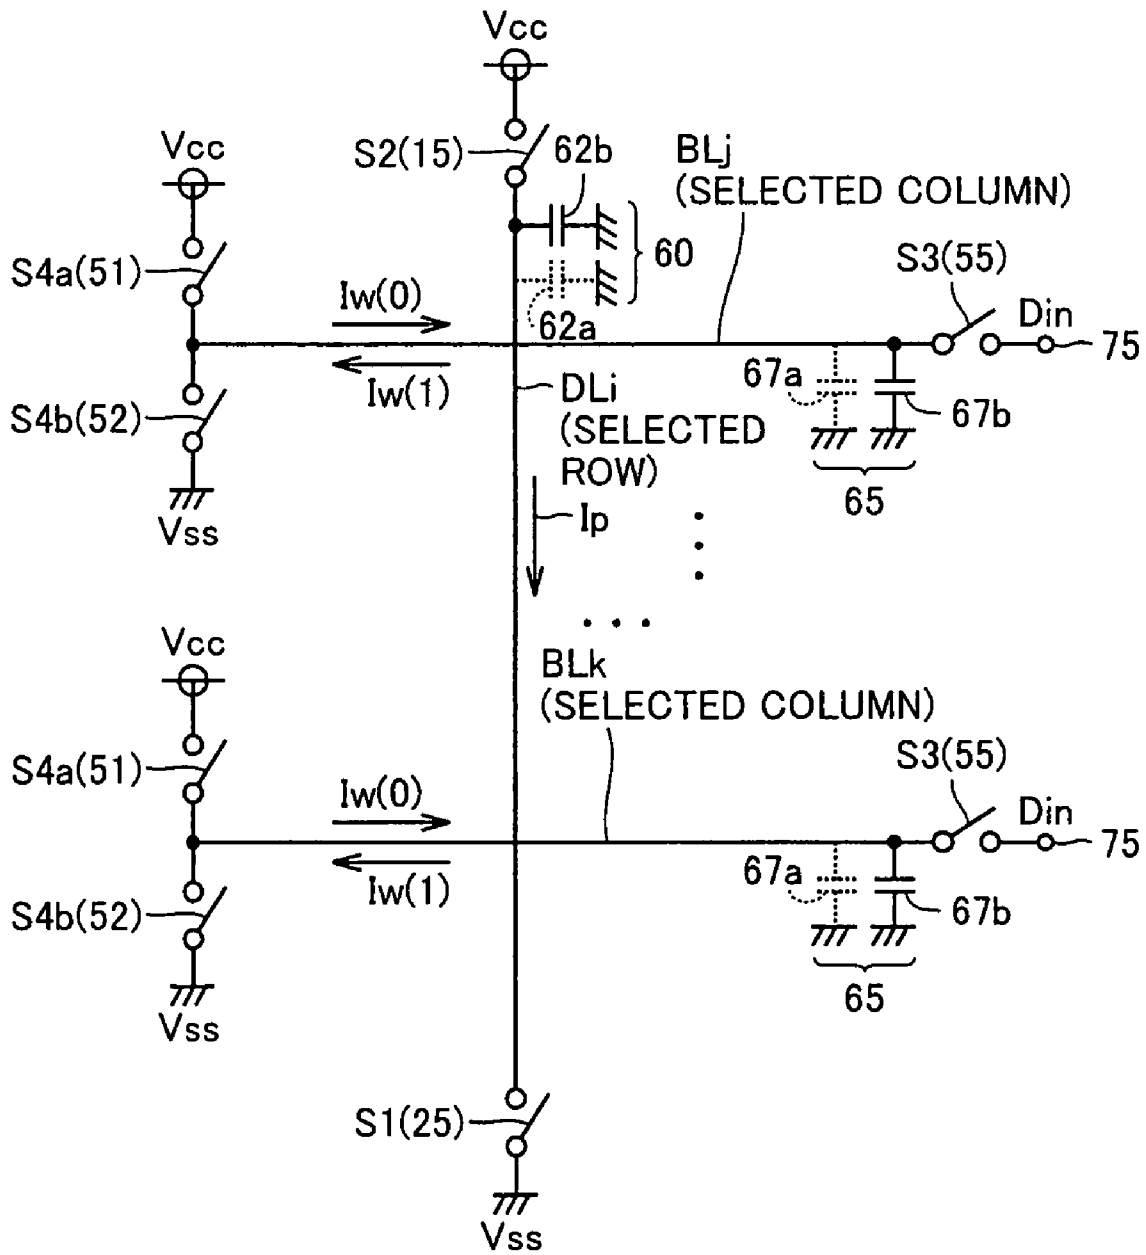 Vcc
Vcc
S2(15)
62b
BLj
(SELECTED COLUMN)
60
S4a(51)
Iw(0)
62a
S3(55)
Din
75
Iw(1)
67a
67b
65
S4b(52)
Vss
DLi
(SELECTED
ROW)
Ip
Vcc
BLk
(SELECTED COLUMN)
S4a(51)
Iw(0)
S3(55)
Din
75
Iw(1)
67a
67b
65
S4b(52)
Vss
S1(25)
Vss